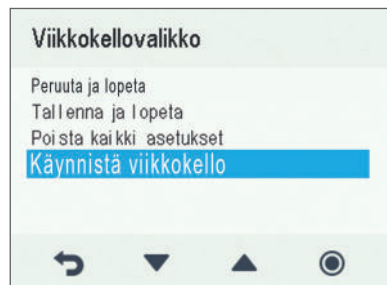 Viikkokellovalikko
Peruuta ja lopeta
Tallenna ja lopeta
Poista kaikki asetukset
Käynnistä viikkokello